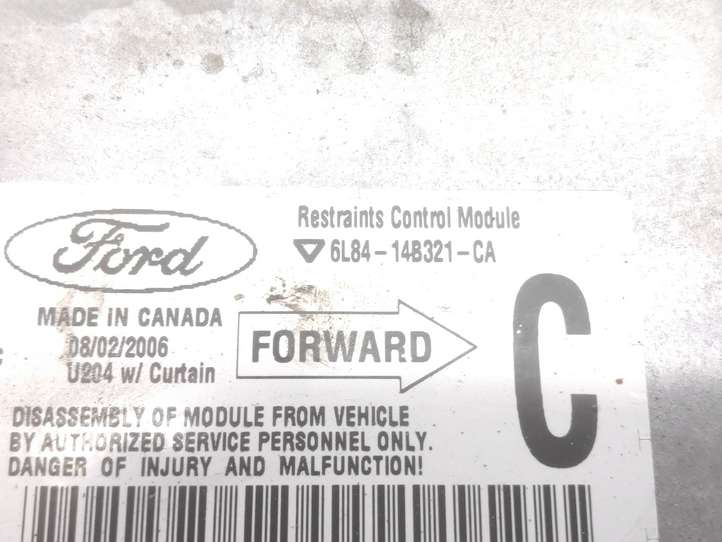 Ford
Restraints Control Module
6L84-14B321-CA
MADE IN CANADA
08/02/2006
U204 w/ Curtain
FORWARD
C
DISASSEMBLY OF MODULE FROM VEHICLE
BY AUTHORIZED SERVICE PERSONNEL ONLY.
DANGER OF INJURY AND MALFUNCTION!